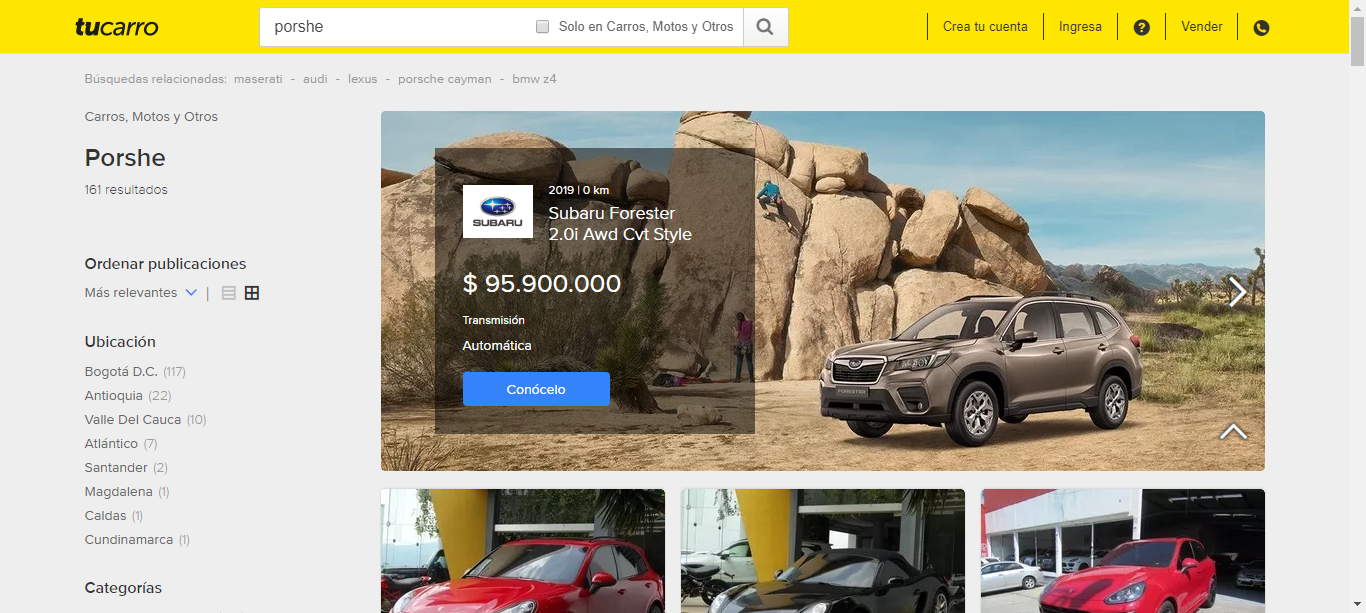 tucarro
porshe
Solo en Carros, Motos y Otros
Crea tu cuenta
Ingresa
?
Vender
Búsquedas relacionadas: maserati - audi - lexus - porsche cayman - bmw z4
Carros, Motos y Otros
Porshe
161 resultados
Ordenar publicaciones
Más relevantes |
Ubicación
Bogotá D.C. (117)
Antioquia (22)
Valle Del Cauca (10)
Atlántico (7)
Santander (2)
Magdalena (1)
Caldas (1)
Cundinamarca (1)
Categorías
SUBARU
2019 | 0 km
Subaru Forester
2.0i Awd Cvt Style
$ 95.900.000
Transmisión
Automática
Conócelo
FORESTER